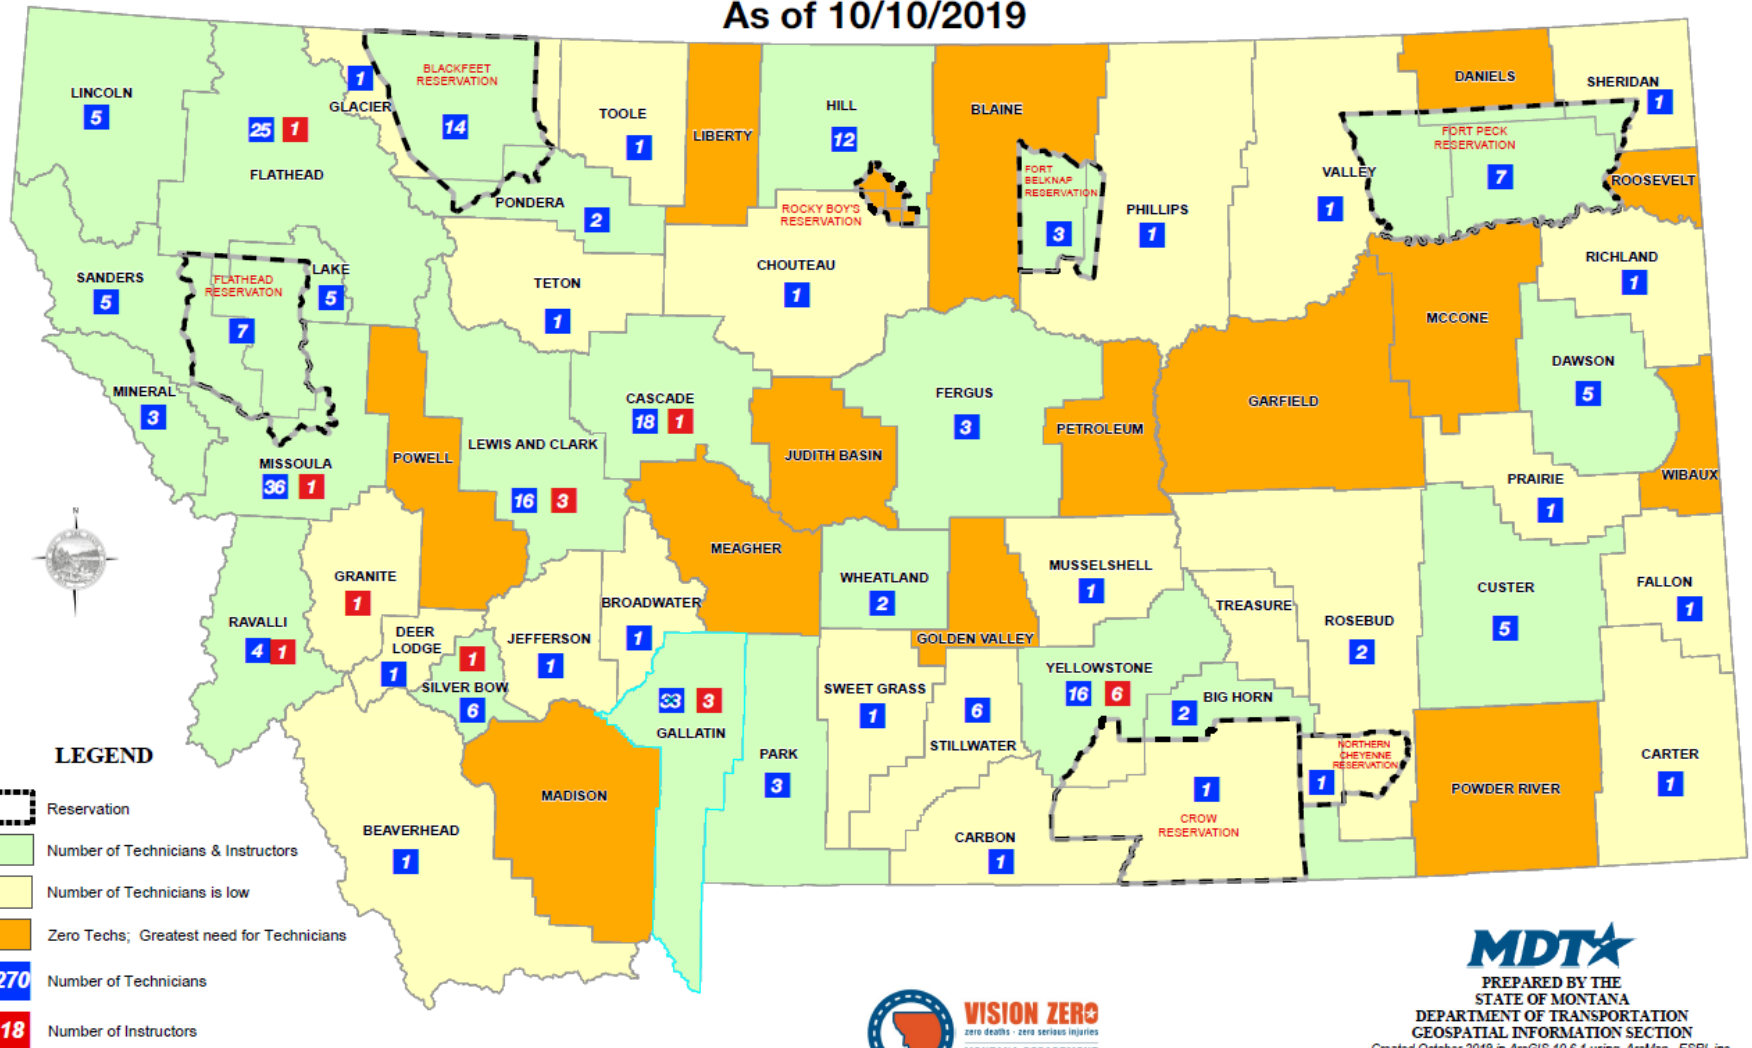 As of 10/10/2019
LINCOLN
5
25 1
FLATHEAD
1
GLACIER
BLACKFEET
RESERVATION
14
TOOLE
1
LIBERTY
HILL
12
BLAINE
DANIELS
SHERIDAN
1
FORT PECK
RESERVATION
7
ROOSEVELT
VALLEY
1
FORT
BELKNAP
RESERVATION
3
PHILLIPS
1
ROCKY BOY'S
RESERVATION
PONDERA
2
SANDERS
5
FLATHEAD
RESERVATON
7
LAKE
5
TETON
1
CHOUTEAU
1
RICHLAND
1
MCCONE
DAWSON
5
MINERAL
3
CASCADE
18 1
FERGUS
3
GARFIELD
PETROLEUM
JUDITH BASIN
LEWIS AND CLARK
16 3
POWELL
MISSOULA
36 1
WIBAUX
PRAIRIE
1
MEAGHER
GRANITE
1
WHEATLAND
2
MUSSELSHELL
1
TREASURE
ROSEBUD
2
CUSTER
5
FALLON
1
RAVALLI
4 1
DEER
LODGE
1
1
SILVER BOW
6
JEFFERSON
1
BROADWATER
1
GOLDEN VALLEY
33 3
GALLATIN
PARK
3
SWEET GRASS
1
6
STILLWATER
YELLOWSTONE
16 6
BIG HORN
2
NORTHERN
CHEYENNE
RESERVATION
1
1
CROW
RESERVATION
CARBON
1
POWDER RIVER
CARTER
1
MADISON
BEAVERHEAD
1
N
LEGEND
Reservation
Number of Technicians & Instructors
Number of Technicians is low
Zero Techs; Greatest need for Technicians
270 Number of Technicians
18 Number of Instructors
VISION ZERO
zero deaths · zero serious injuries
MDT
PREPARED BY THE
STATE OF MONTANA
DEPARTMENT OF TRANSPORTATION
GEOSPATIAL INFORMATION SECTION